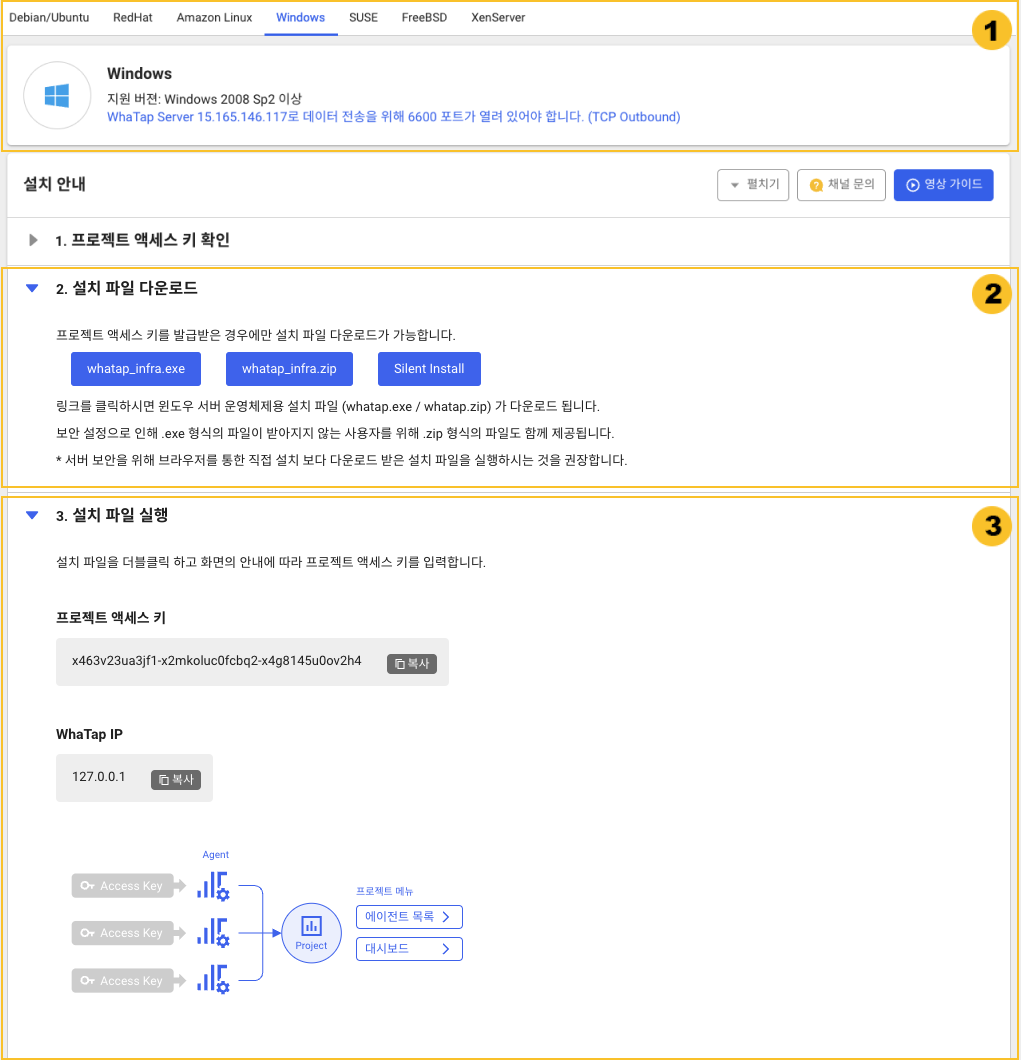 Debian/Ubuntu RedHat Amazon Linux Windows SUSE FreeBSD XenServer
1
Windows
지원 버젼: Windows 2008 Sp2 이상
WhaTap Server 15.165.146.117로 데이터 전송을 위해 6600 포트가 열려 있어야 합니다. (TCP Outbound)
설치 안내
펼치기 채널 문의 영상 가이드
1. 프로젝트 액세스 키 확인
2. 설치 파일 다운로드
2
프로젝트 액세스 키를 발급받은 경우에만 설치 파일 다운로드가 가능합니다.
whatap_infra.exe whatap_infra.zip Silent Install
링크를 클릭하시면 윈도우 서버 운영체제용 설치 파일 (whatap.exe / whatap.zip) 가 다운로드 됩니다.
보안 설정으로 인해 .exe 형식의 파일이 받아지지 않는 사용자를 위해 .zip 형식의 파일도 함께 제공됩니다.
* 서버 보안을 위해 브라우저를 통한 직접 설치 보다 다운로드 받은 설치 파일을 실행하시는 것을 권장합니다.
3. 설치 파일 실행
3
설치 파일을 더블클릭 하고 화면의 안내에 따라 프로젝트 액세스 키를 입력합니다.
프로젝트 액세스 키
x463v23ua3jf1-x2mkoluc0fcbq2-x4g8145u0ov2h4 복사
WhaTap IP
127.0.0.1 복사
Agent
Access Key
Access Key
Access Key
Project
프로젝트 메뉴
에이전트 목록
대시보드